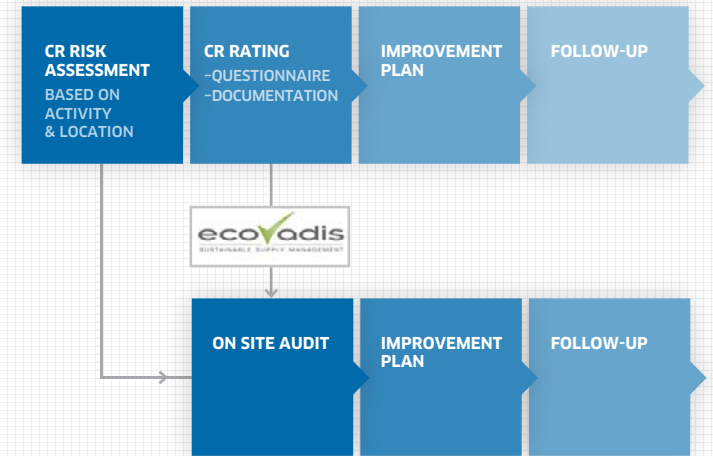 CR RISK
ASSESSMENT
BASED ON
ACTIVITY
& LOCATION
CR RATING
-QUESTIONNAIRE
-DOCUMENTATION
IMPROVEMENT
PLAN
FOLLOW-UP
ecovadis
SUSTAINABLE SUPPLY MANAGEMENT
ON SITE AUDIT
IMPROVEMENT
PLAN
FOLLOW-UP